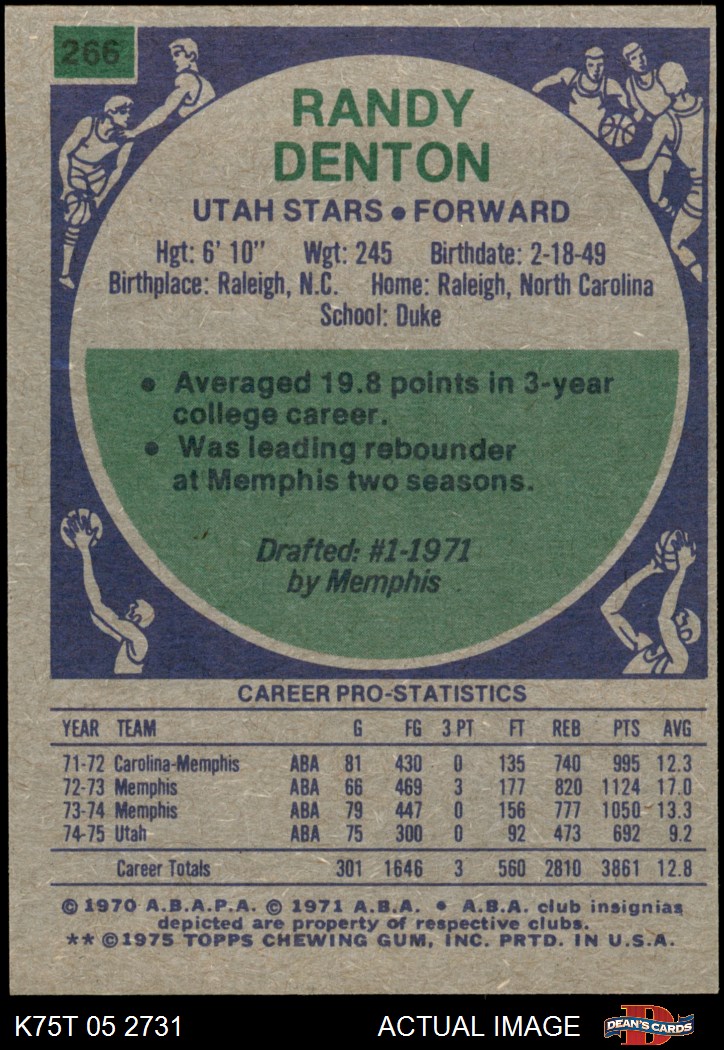 266
RANDY
DENTON
UTAH STARS • FORWARD
Hgt: 6' 10" Wgt: 245 Birthdate: 2-18-49
Birthplace: Raleigh, N.C. Home: Raleigh, North Carolina
School: Duke
• Averaged 19.8 points in 3-year
college career.
• Was leading rebounder
at Memphis two seasons.
Drafted: #1-1971
by Memphis
CAREER PRO-STATISTICS
YEAR TEAM G FG 3 PT FT REB PTS AVG
71-72 Carolina-Memphis ABA 81 430 0 135 740 995 12.3
72-73 Memphis ABA 66 469 3 177 820 1124 17.0
73-74 Memphis ABA 79 447 0 156 777 1050 13.3
74-75 Utah ABA 75 300 0 92 473 692 9.2
Career Totals 301 1646 3 560 2810 3861 12.8
© 1970 A.B.A.P.A. © 1971 A.B.A. • A.B.A. club insignias
depicted are property of respective clubs.
** © 1975 TOPPS CHEWING GUM, INC. PRTD. IN U.S.A.
K75T 05 2731 ACTUAL IMAGE DEAN'S CARDS